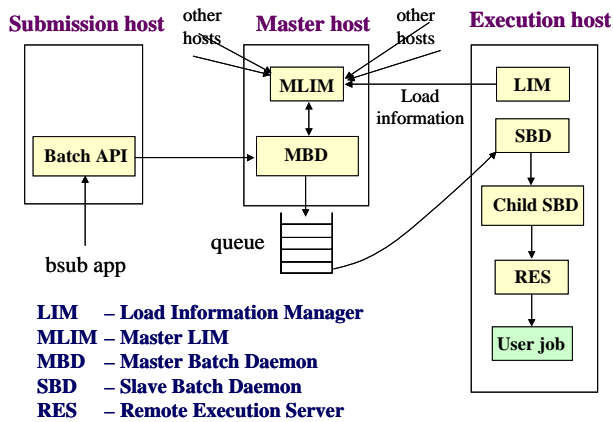 Submission host
Master host
Execution host
other
hosts
other
hosts
MLIM
LIM
Load
information
Batch API
MBD
SBD
Child SBD
queue
bsub app
RES
User job
LIM – Load Information Manager
MLIM – Master LIM
MBD – Master Batch Daemon
SBD – Slave Batch Daemon
RES – Remote Execution Server